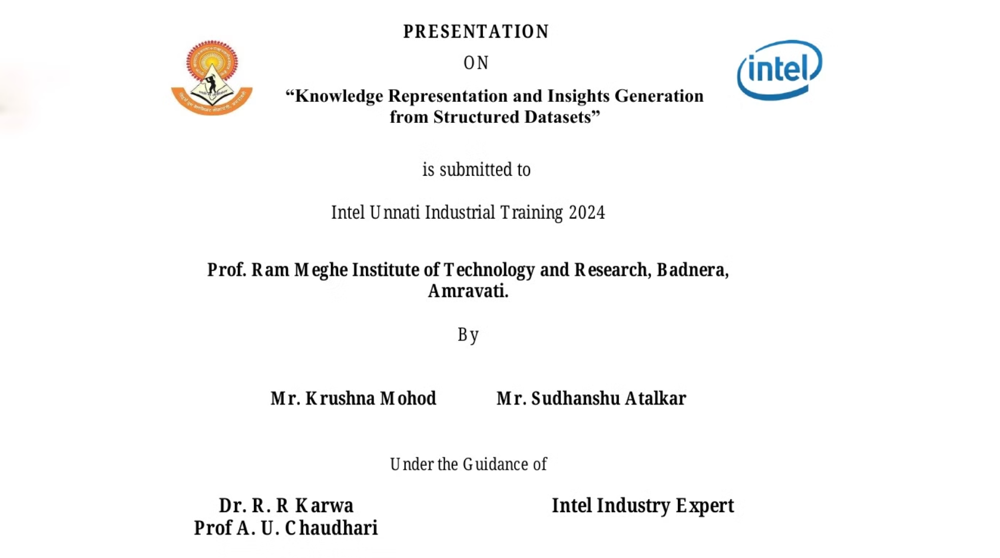 PRESENTATION
ON
“Knowledge Representation and Insights Generation
from Structured Datasets”
intel
is submitted to
Intel Unnati Industrial Training 2024
Prof. Ram Meghe Institute of Technology and Research, Badnera,
Amravati.
By
Mr. Krushna Mohod Mr. Sudhanshu Atalkar
Under the Guidance of
Dr. R. R Karwa Intel Industry Expert
Prof A. U. Chaudhari